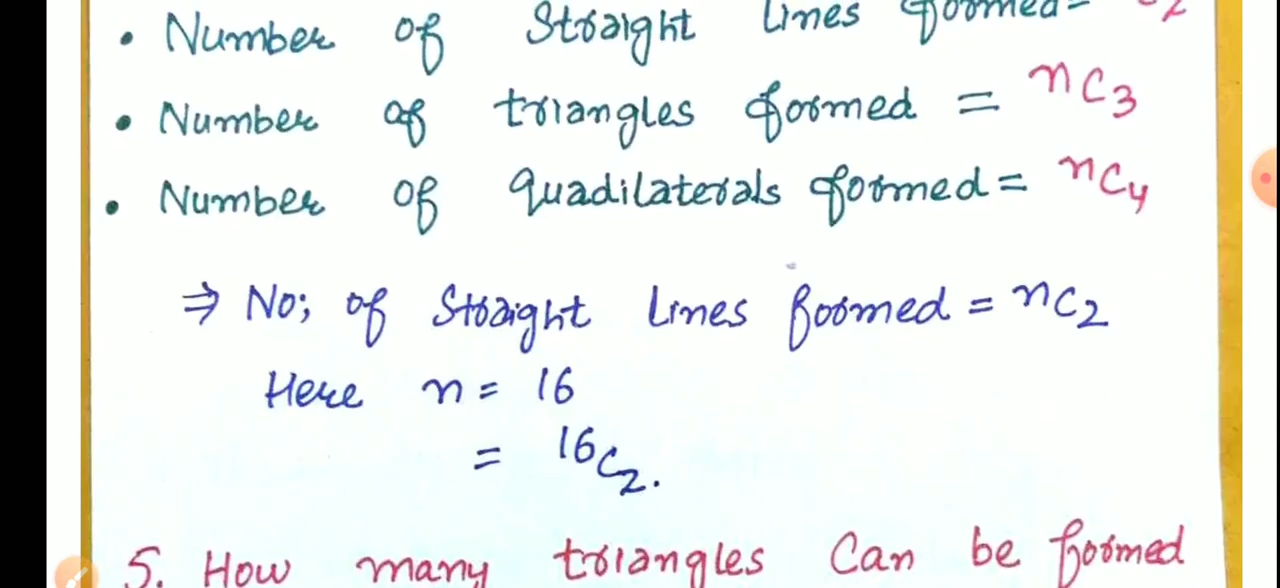 • Number of Straight Lines formed=
• Number of triangles formed = nC3
• Number of quadilaterals formed= nC4
⇒ No; of Straight Lines formed = nC2
Here n = 16
= 16C2.
5. How many triangles Can be formed